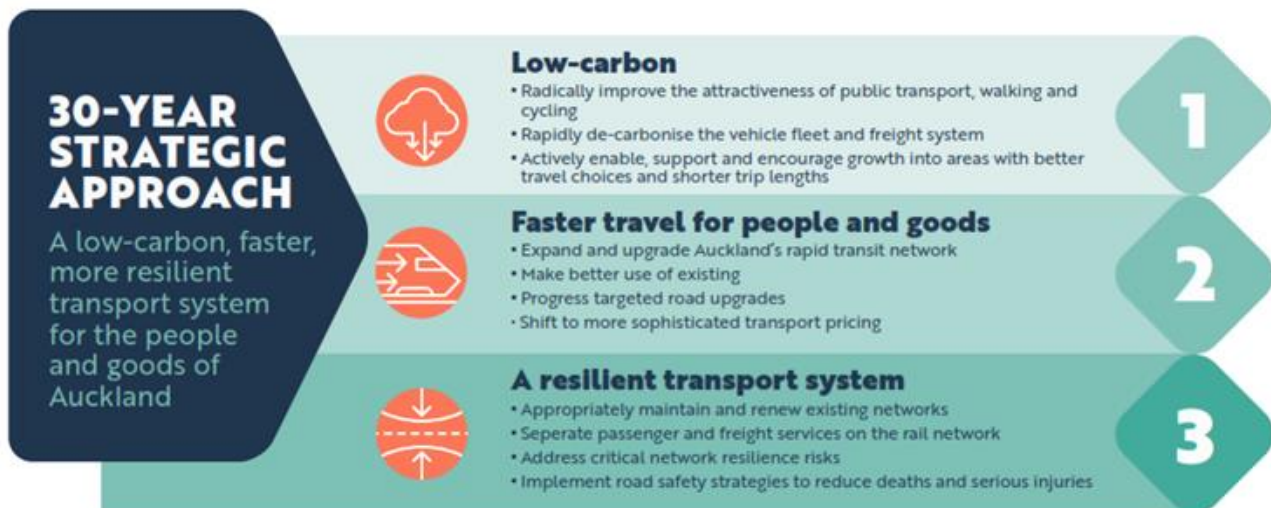 30-YEAR
STRATEGIC
APPROACH
A low-carbon, faster,
more resilient
transport system
for the people
and goods of
Auckland
Low-carbon
• Radically improve the attractiveness of public transport, walking and
cycling
• Rapidly de-carbonise the vehicle fleet and freight system
• Actively enable, support and encourage growth into areas with better
travel choices and shorter trip lengths
1
Faster travel for people and goods
• Expand and upgrade Auckland's rapid transit network
• Make better use of existing
• Progress targeted road upgrades
• Shift to more sophisticated transport pricing
2
A resilient transport system
• Appropriately maintain and renew existing networks
• Seperate passenger and freight services on the rail network
• Address critical network resilience risks
• Implement road safety strategies to reduce deaths and serious injuries
3